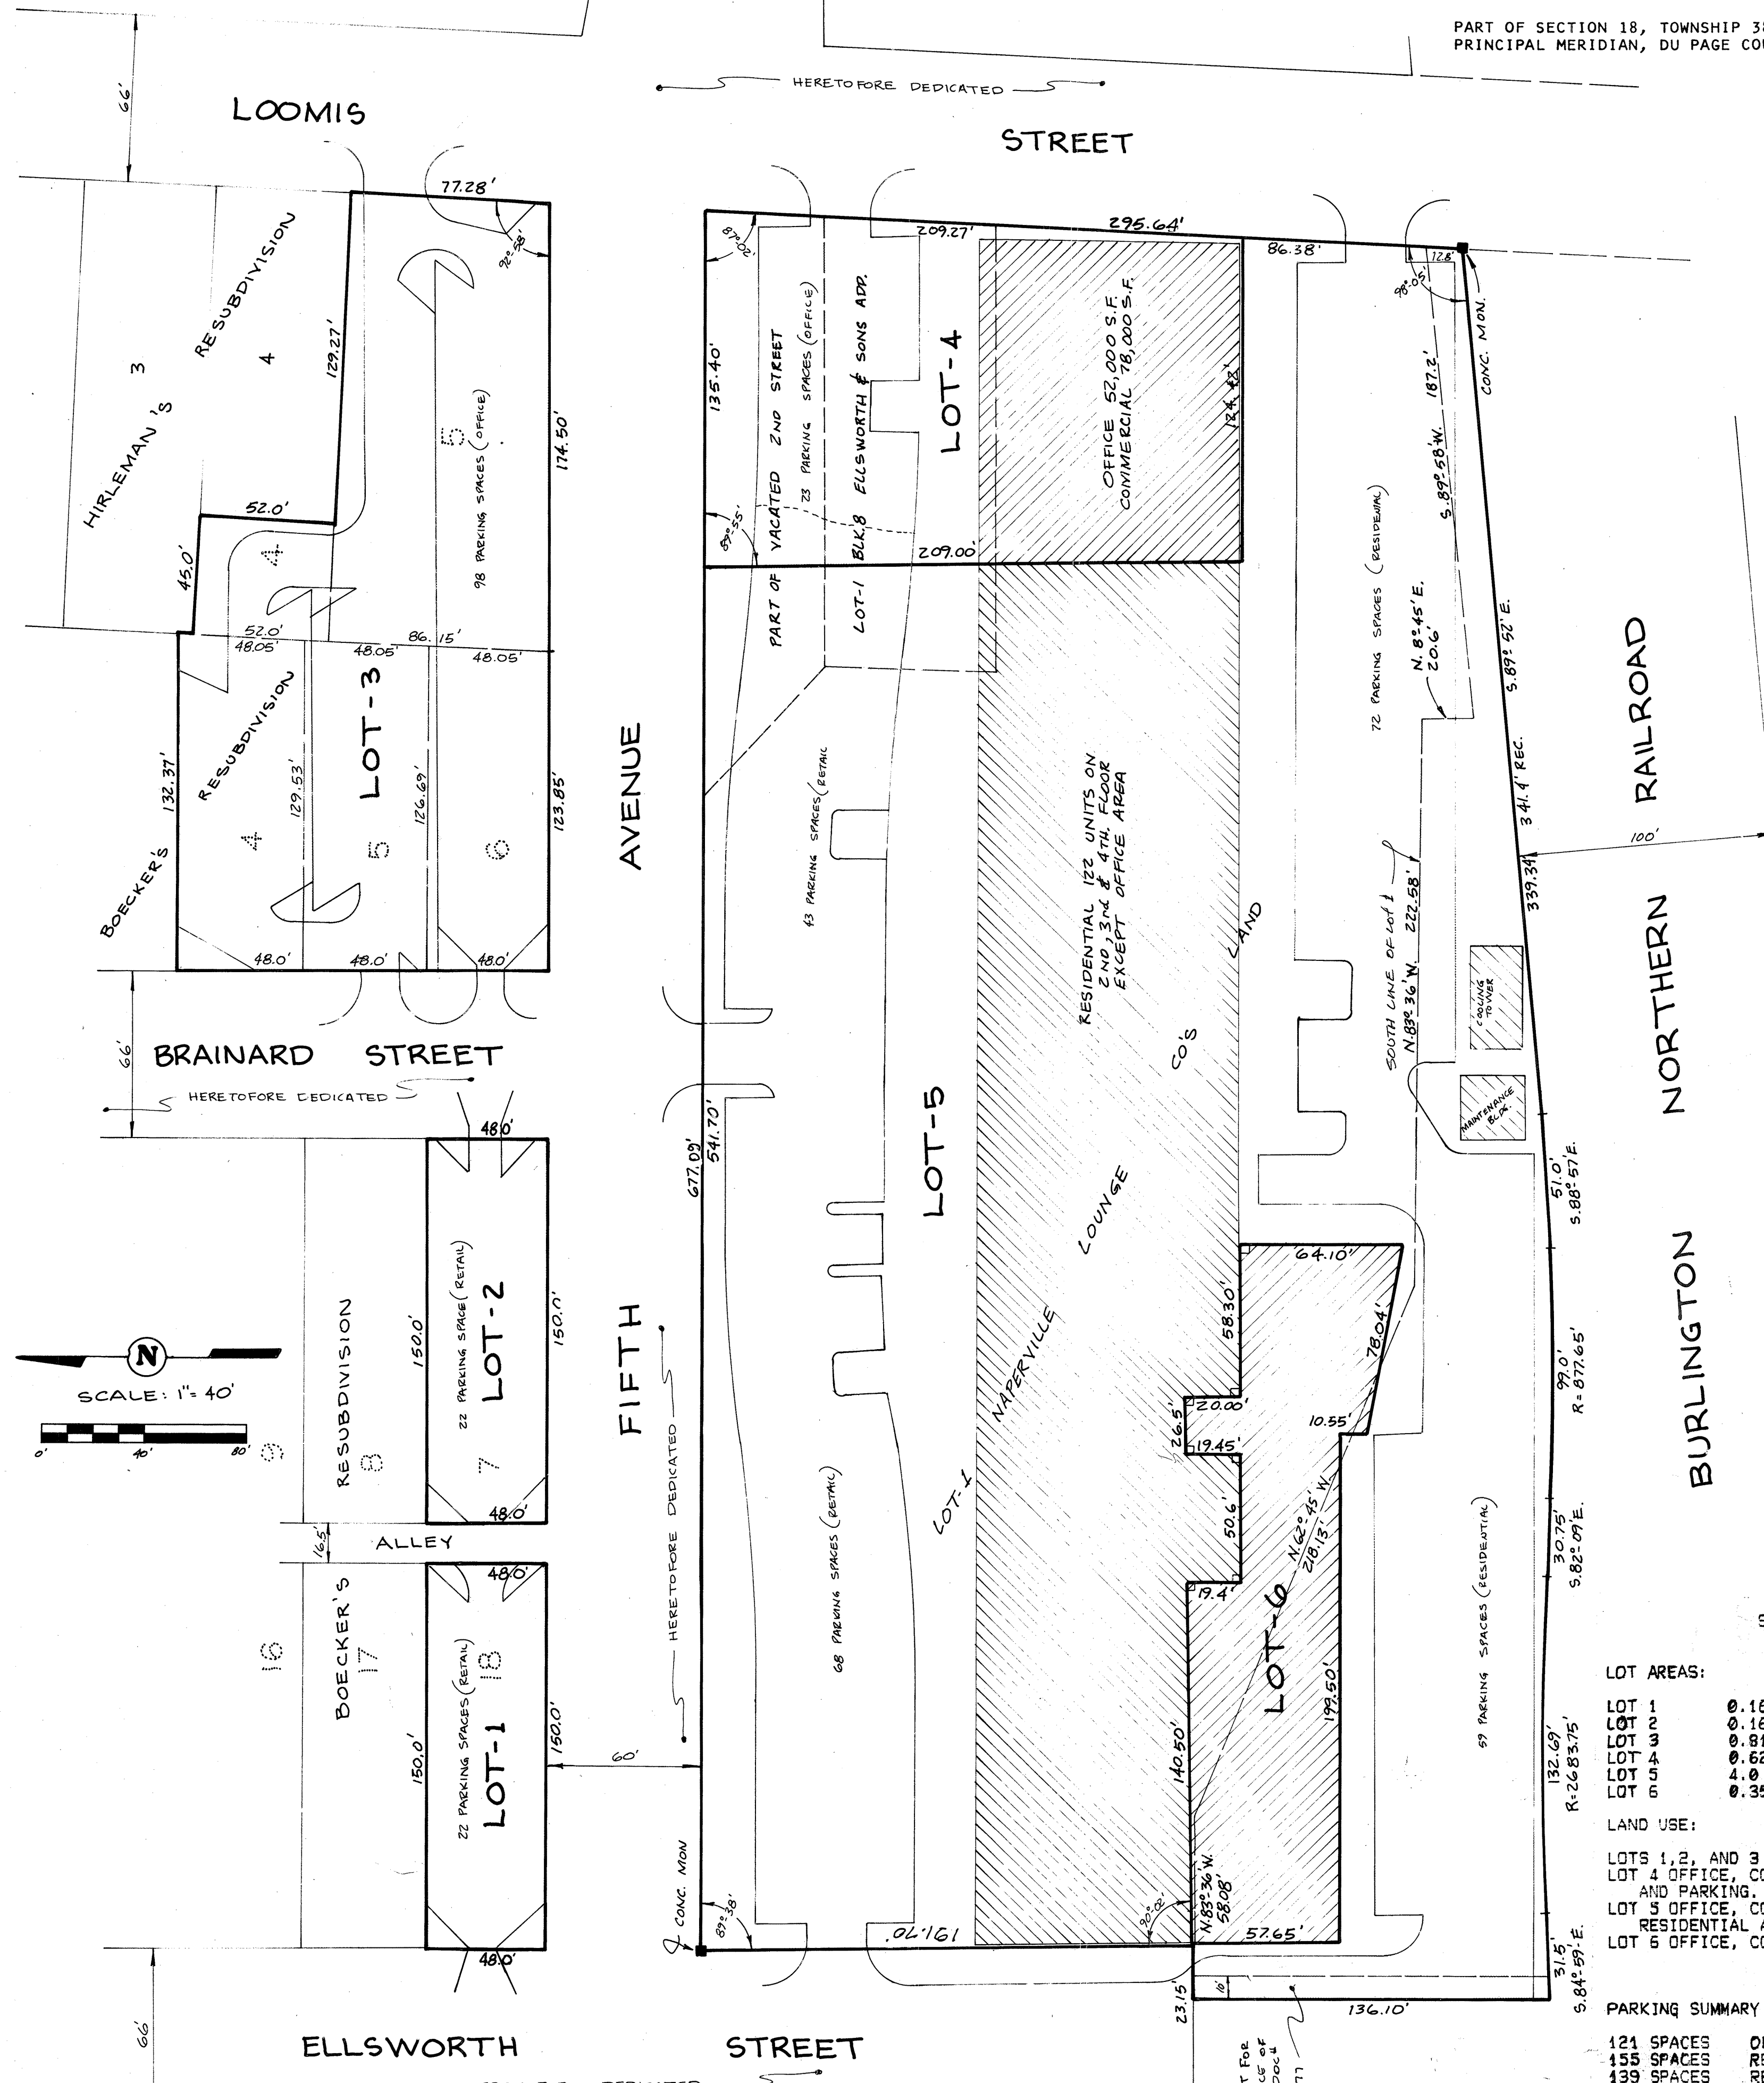 PART OF SECTION 18, TOWNSHIP
PRINCIPAL MERIDIAN, DU PAGE
HERETOFORE DEDICATED
LOOMIS
STREET
66'
77.28'
92°-58'
HIRLEMAN'S
RESUBDIVISION
3
4
129.27'
52.0'
45.0'
4
5
98 PARKING SPACES (OFFICE)
174.50'
52.0'
86.15'
48.05'
48.05'
48.05'
RESUBDIVISION
BOECKER'S
LOT-3
132.37'
129.53'
126.69'
123.85'
4
5
6
48.0'
48.0'
48.0'
66'
BRAINARD STREET
HERETOFORE DEDICATED
48.0'
150.0'
22 PARKING SPACE (RETAIL)
LOT-2
7
150.0'
RESUBDIVISION
8
9
48.0'
16.5'
ALLEY
48.0'
BOECKER'S
16
17
18
150.0'
22 PARKING SPACES (RETAIL)
LOT-1
150.0'
48.0'
N
SCALE: 1"= 40'
0' 40' 80'
66'
ELLSWORTH STREET
AVENUE
FIFTH
HERETOFORE DEDICATED
60'
CONC. MON
677.09'
541.70'
87°-02'
209.27'
295.64'
86.38'
12.8'
98°-05'
CONC. MON.
135.40'
PART OF VACATED 2ND STREET
23 PARKING SPACES (OFFICE)
LOT-1 BLK.8 ELLSWORTH & SONS ADD.
LOT-4
OFFICE 52,000 S.F.
COMMERCIAL 78,000 S.F.
134.42'
89°-55'
209.00'
72 PARKING SPACES (RESIDENIAL)
S.89°58'W. 187.2'
N.8°45'E.
20.6'
S.89°-52'E.
341.4' REC.
339.34'
43 PARKING SPACES (RETAIL
RESIDENTIAL 122 UNITS ON
2ND, 3rd & 4TH. FLOOR
EXCEPT OFFICE AREA
SOUTH LINE OF Lot 1
N.83°36'W. 222.58'
COOLING
TOWER
MAINTENANCE
BLDG.
100'
BURLINGTON NORTHERN RAILROAD
LOT-5
LOT-1 NAPERVILLE LOUNGE CO'S LAND
51.0'
S.88°-57'E.
99.0'
R=877.65'
30.75'
S.82°-09'E.
132.69'
R=2683.75'
31.5'
S.84°-59'E.
64.10'
58.30'
78.04'
20.00'
26.5'
19.45'
10.55'
50.6'
19.4'
N.62°-45' W.
218.13'
LOT-6
199.50'
140.50'
68 PARKING SPACES (RETAIL)
59 PARKING SPACES (RESIDENTIAL)
N.83°-36'W.
58.08'
90°-02'
89°-38'
191.70'
57.65'
23.15'
10'
136.10'
LOT AREAS:
LOT 1
LOT 2
LOT 3
LOT 4
LOT 5 4.0
LOT 6
LAND USE:
LOTS 1,2, AND 3
LOT 4 OFFICE,
AND PARKING.
LOT 5 OFFICE,
RESIDENTIAL
LOT 6 OFFICE,
PARKING SUMMARY
121 SPACES
155 SPACES
139 SPACES